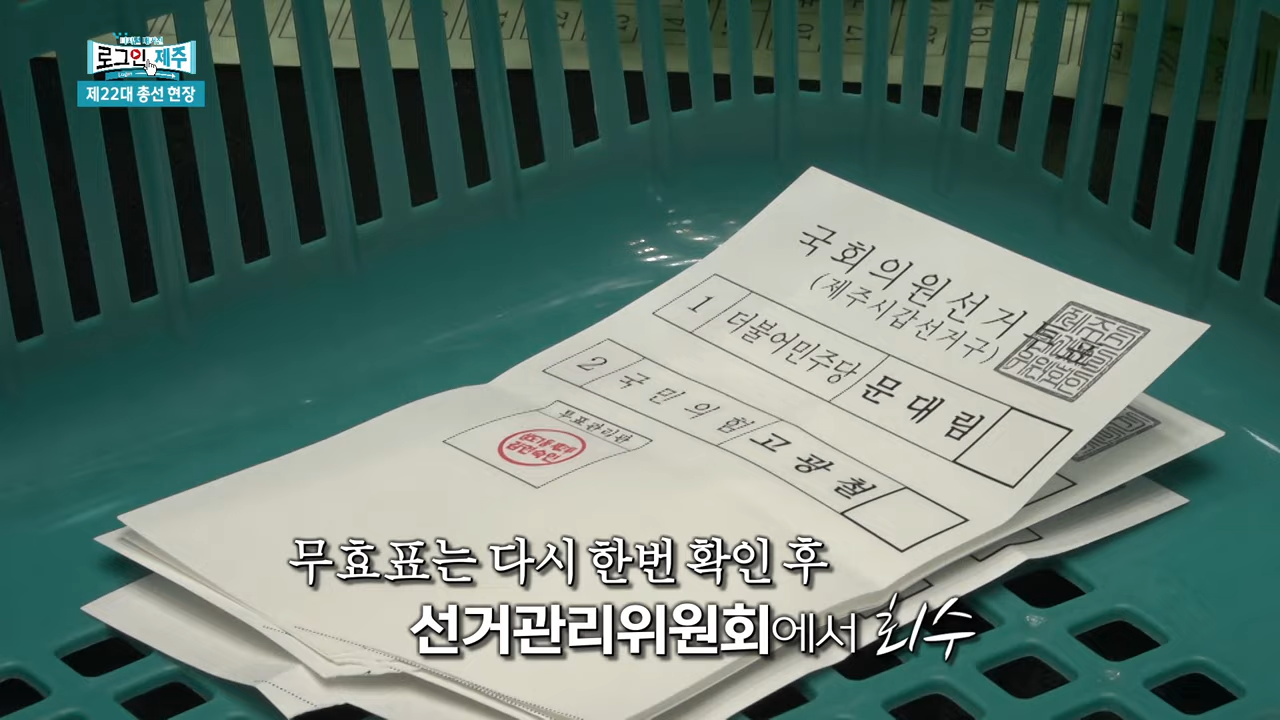 로그인 제주
Login
제22대 총선 현장
국회의원선거투표
(제주시갑선거구)
1 더불어민주당 문대림
2 국민의힘 고광철
투표관리관
무효표는 다시 한번 확인 후
선거관리위원회에서 회수